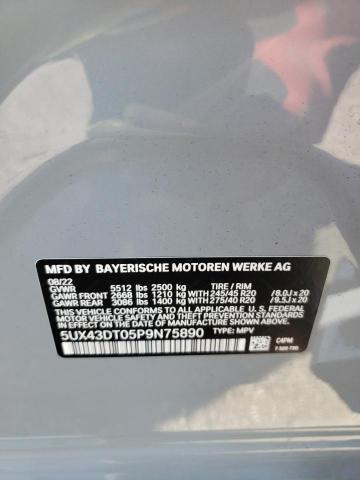 MFD BY BAYERISCHE MOTOREN WERKE AG
08/22
GVWR 5512 lbs 2500 kg TIRE / RIM
GAWR FRONT 2668 lbs 1210 kg WITH 245/45 R20 /8.0J x 20
GAWR REAR 3086 lbs 1400 kg WITH 275/40 R20 /9.5J x 20
THIS VEHICLE CONFORMS TO ALL APPLICABLE U. S. FEDERAL
MOTOR VEHICLE SAFETY AND THEFT PREVENTION STANDARDS
IN EFFECT ON THE DATE OF MANUFACTURE SHOWN ABOVE.
5UX43DT05P9N75890 TYPE: MPV
C4PM